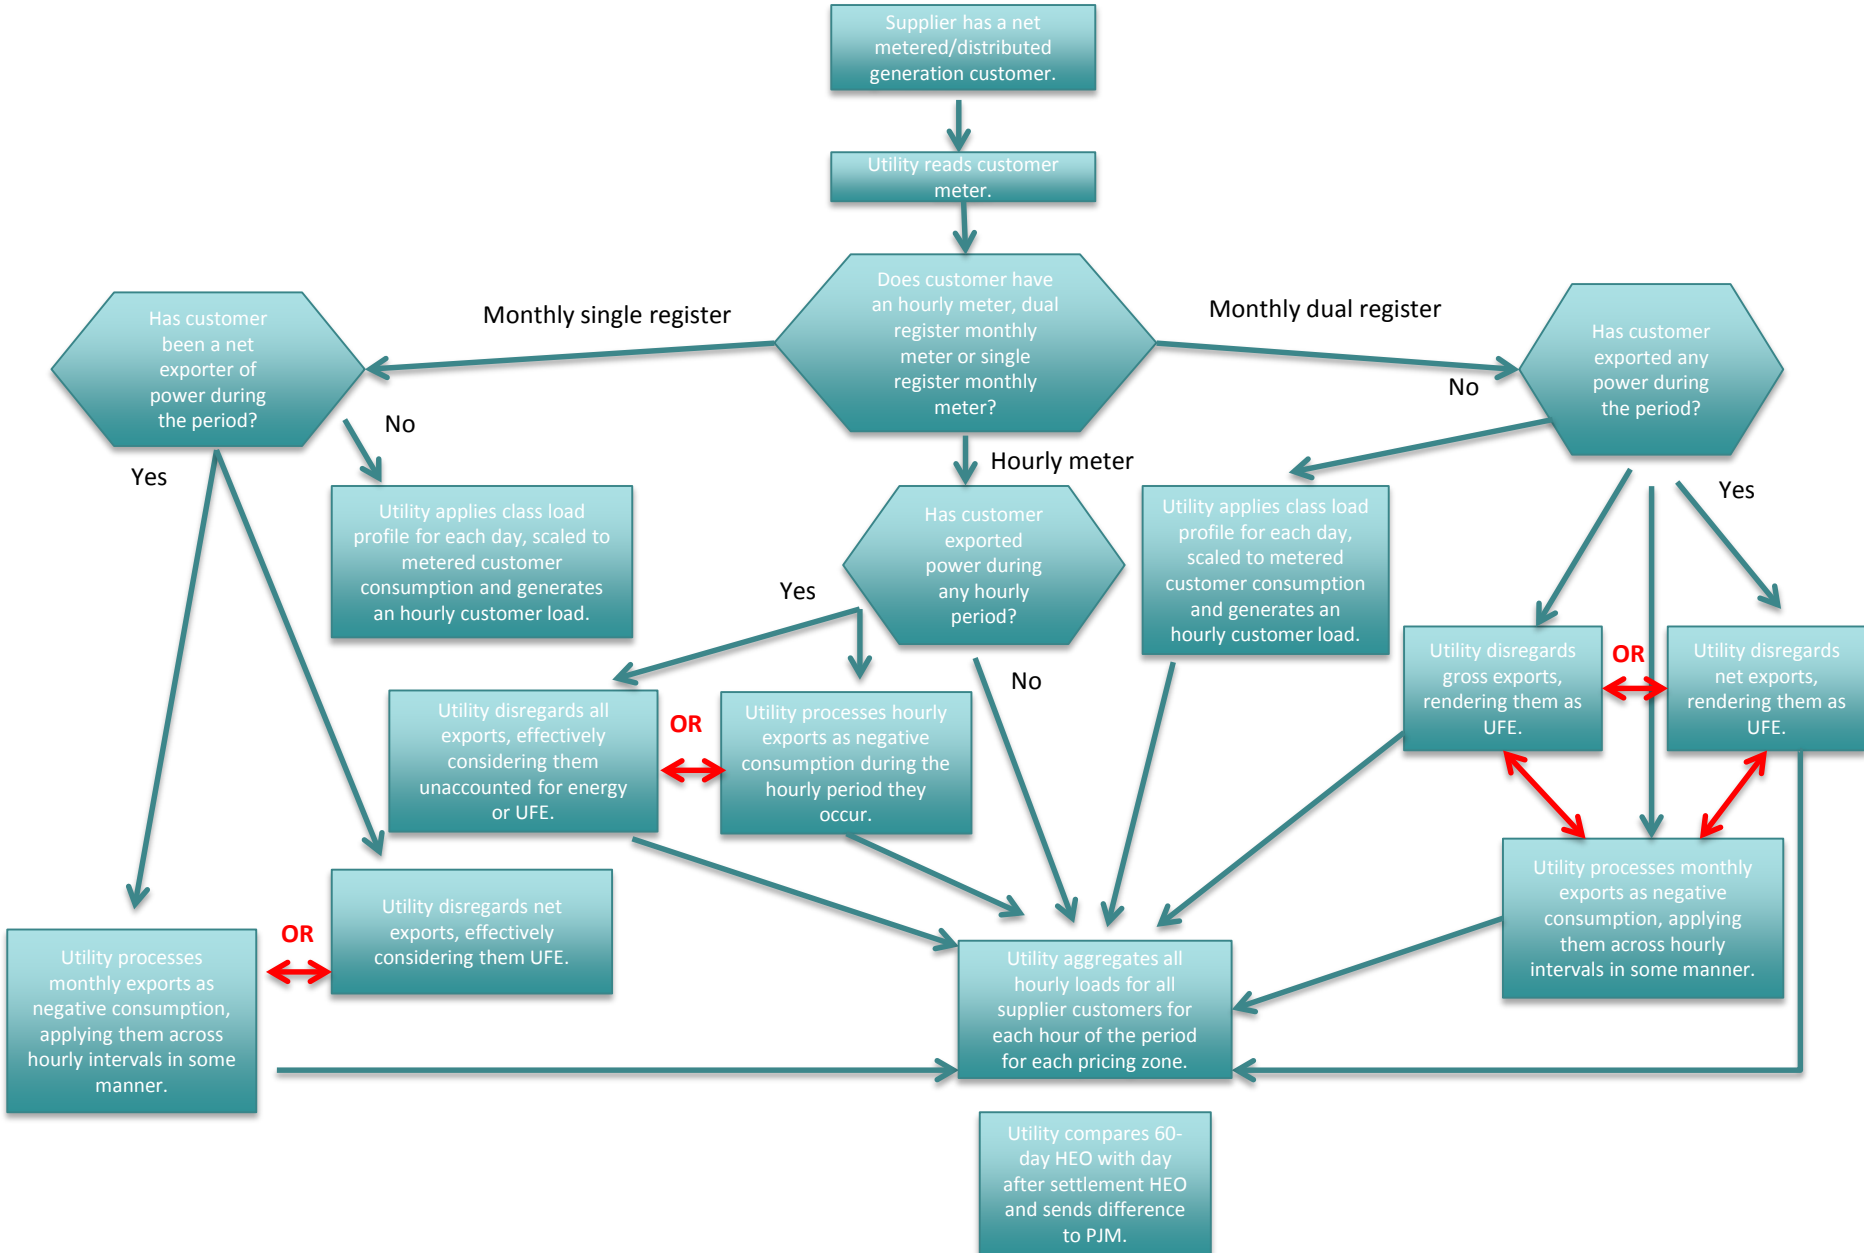 Supplier has a net
metered/distributed
generation customer.
Utility reads customer
meter.
Does customer have
an hourly meter, dual
register monthly
meter or single
register monthly
meter?
Monthly single register
Monthly dual register
Has customer
been a net
exporter of
power during
the period?
Has customer
exported any
power during
the period?
No
No
Yes
Hourly meter
Yes
Utility applies class load
profile for each day, scaled to
metered customer
consumption and generates
an hourly customer load.
Has customer
exported
power during
any hourly
period?
Utility applies class load
profile for each day,
scaled to metered
customer consumption
and generates an
hourly customer load.
Yes
No
Utility disregards
gross exports,
rendering them as
UFE.
OR
Utility disregards
net exports,
rendering them as
UFE.
Utility disregards all
exports, effectively
considering them
unaccounted for energy
or UFE.
OR
Utility processes hourly
exports as negative
consumption during the
hourly period they
occur.
Utility processes monthly
exports as negative
consumption, applying
them across hourly
intervals in some manner.
Utility disregards net
exports, effectively
considering them UFE.
OR
Utility processes
monthly exports as
negative consumption,
applying them across
hourly intervals in some
manner.
Utility aggregates all
hourly loads for all
supplier customers for
each hour of the period
for each pricing zone.
Utility compares 60-
day HEO with day
after settlement HEO
and sends difference
to PJM.